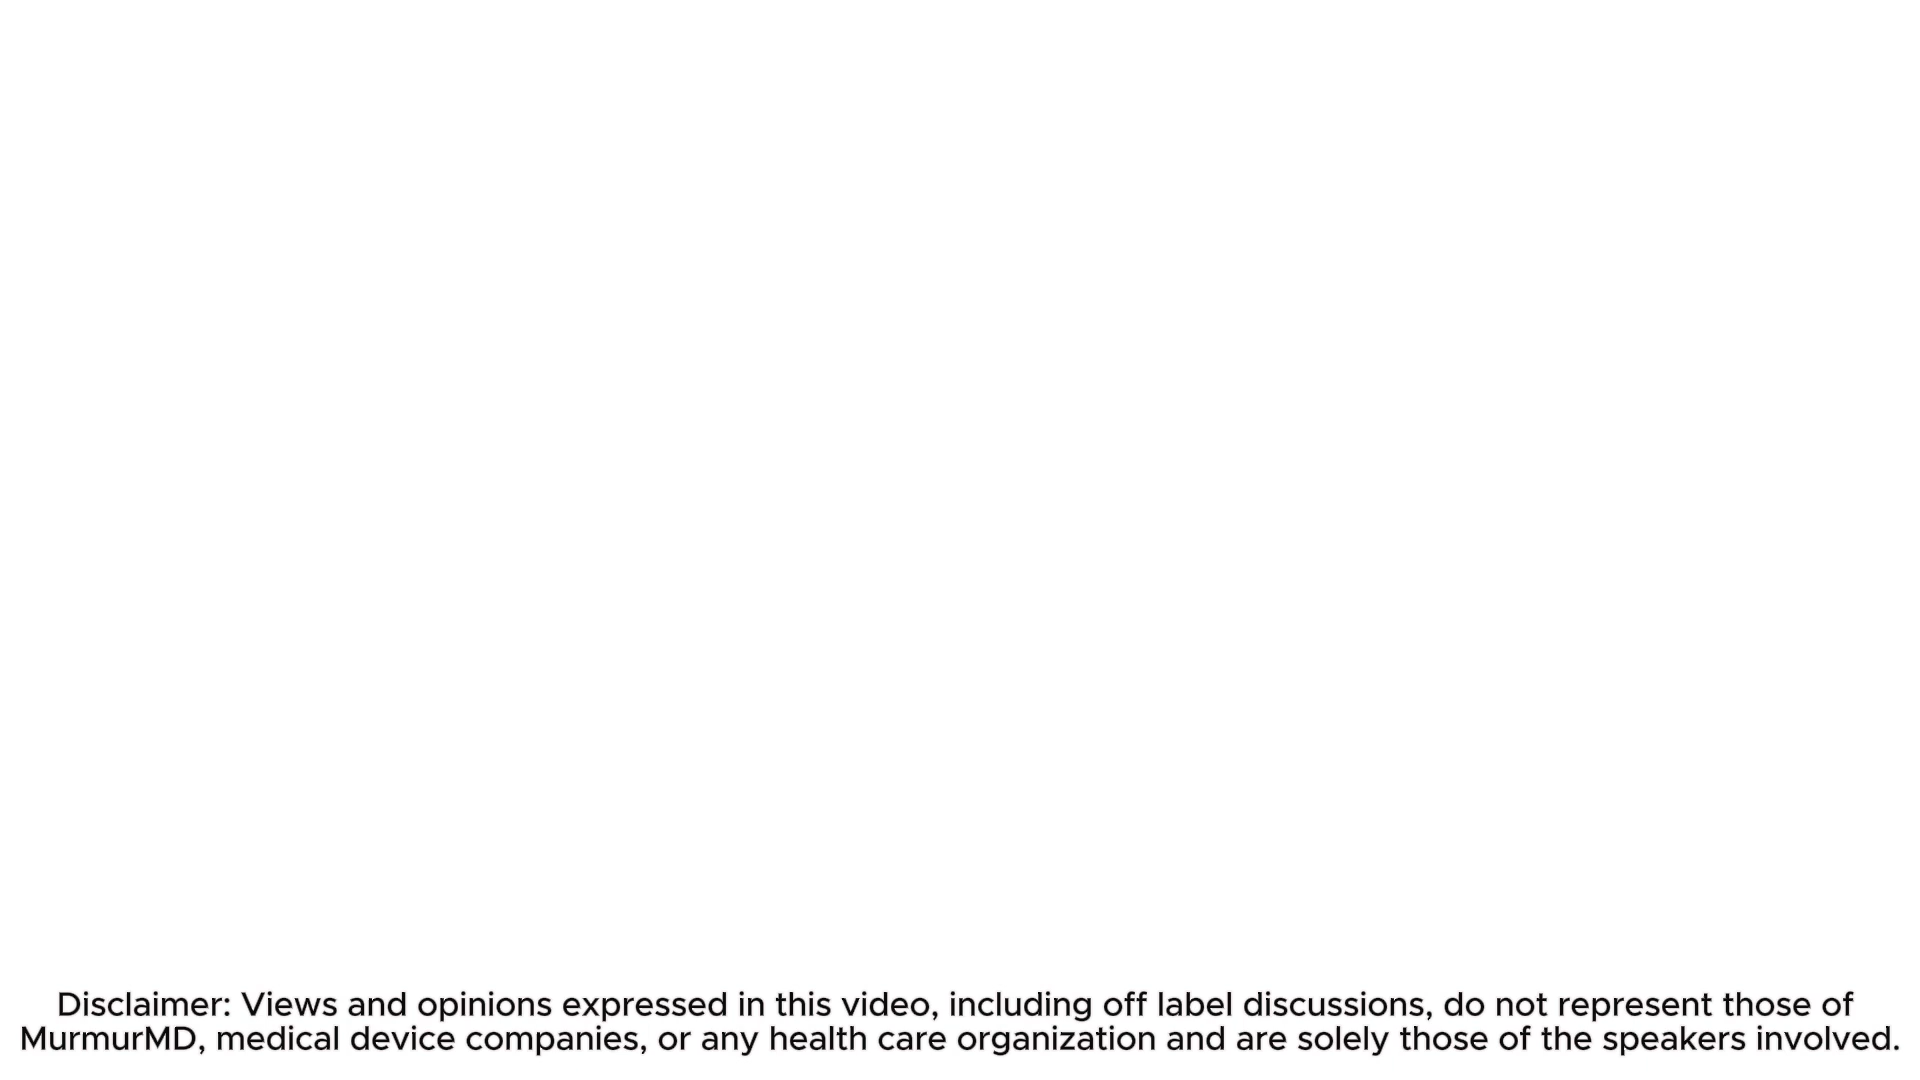 Disclaimer: Views and opinions expressed in this video, including off label discussions, do not represent those of
MurmurMD, medical device companies, or any health care organization and are solely those of the speakers involved.